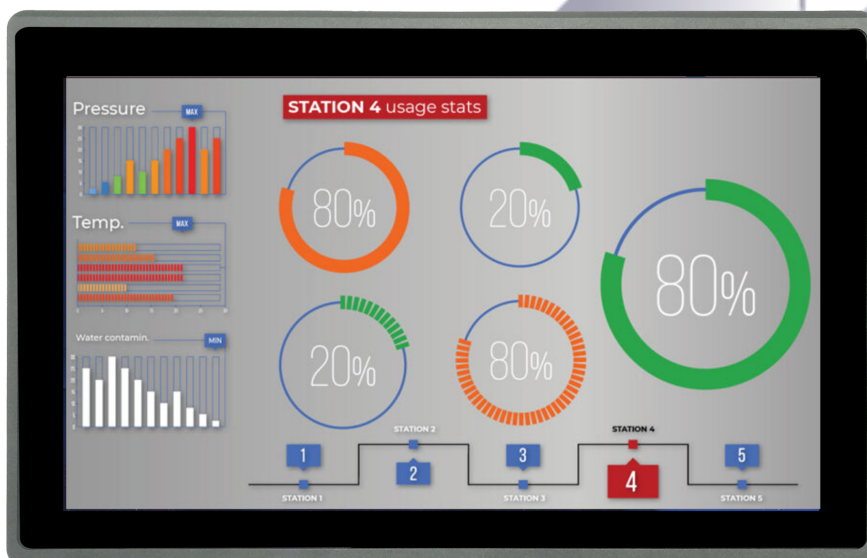 STATION 4 usage stats
Pressure
MAX
80%
20%
80%
Temp.
MAX
Water contamin.
MIN
20%
80%
STATION 2
STATION 4
1
2
3
4
5
STATION 1
STATION 3
STATION 5